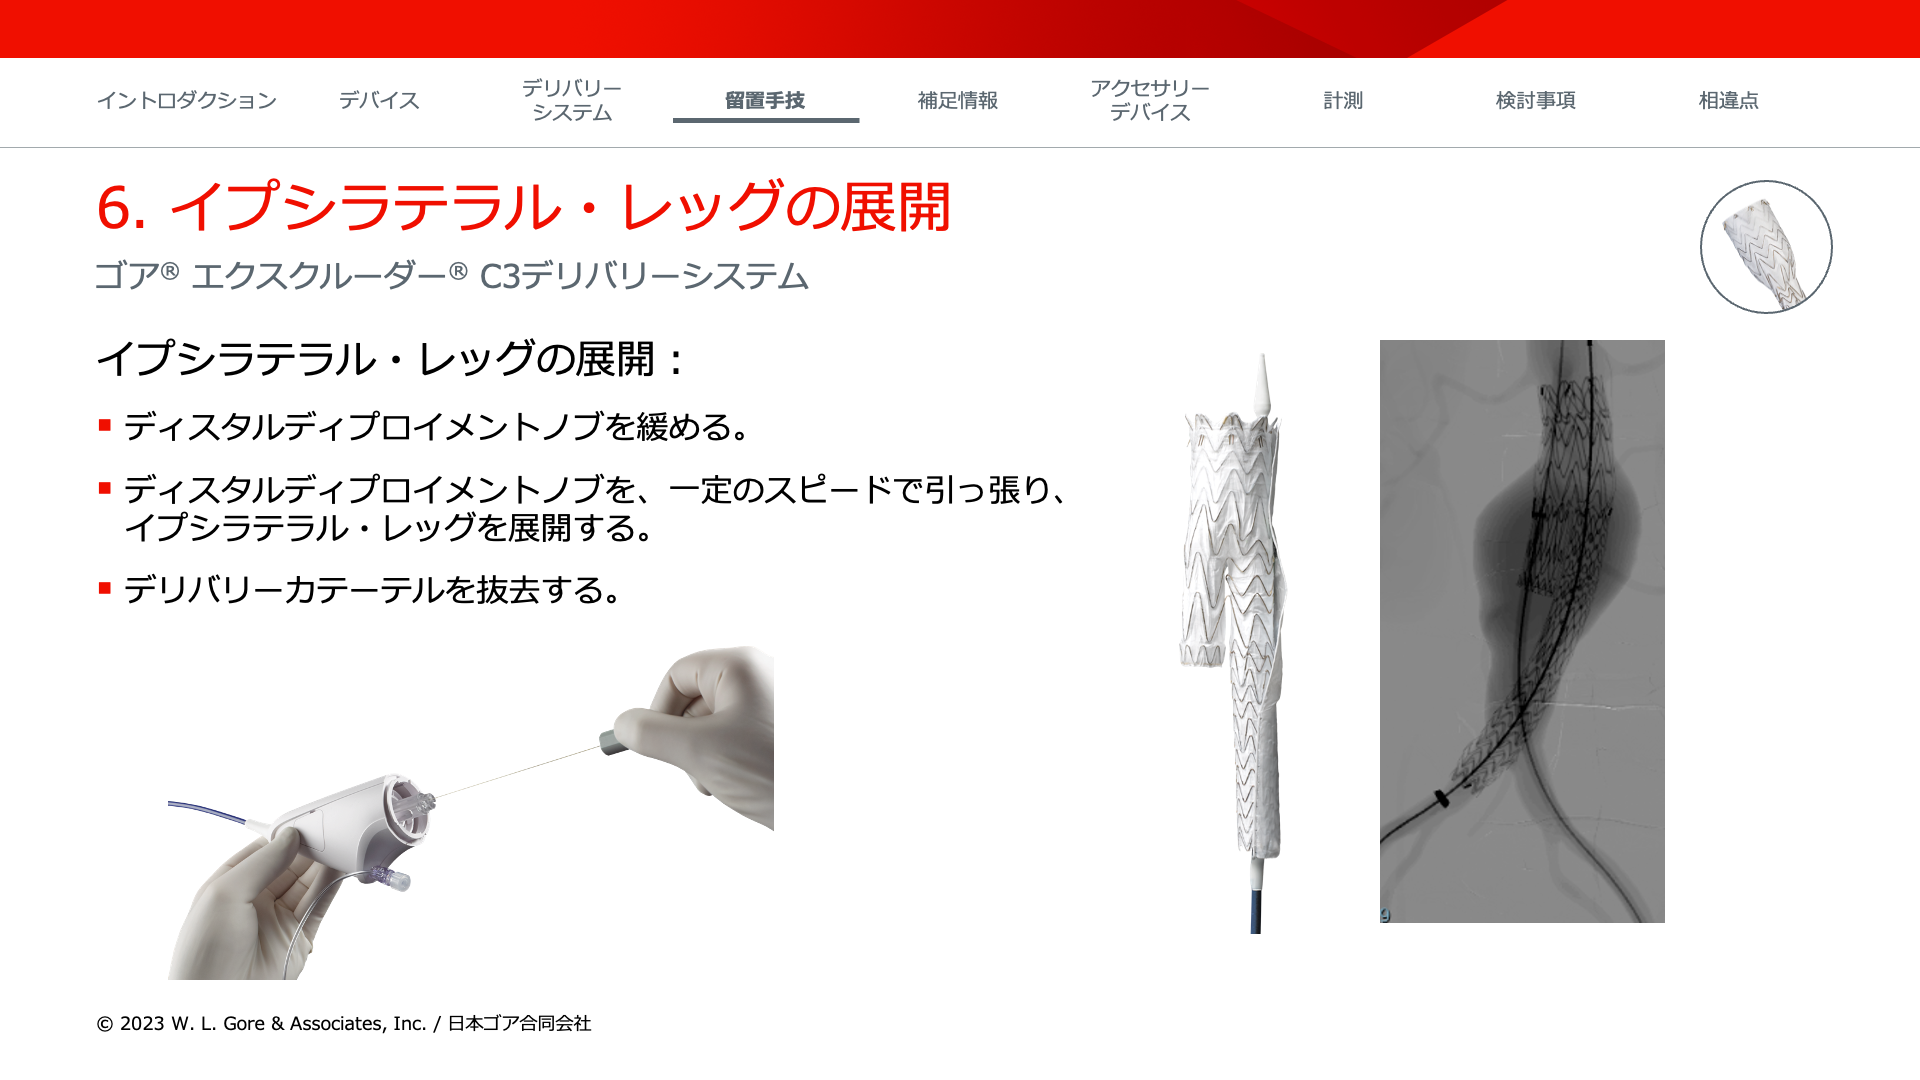 イントロダクション
デバイス
デリバリー
システム
留置手技
補足情報
アクセサリー
デバイス
計測
検討事項
相違点
6. イプシラテラル・レッグの展開
ゴア® エクスクルーダー® C3デリバリーシステム
イプシラテラル・レッグの展開：
▪ ディスタルディプロイメントノブを緩める。
▪ ディスタルディプロイメントノブを、一定のスピードで引っ張り、
イプシラテラル・レッグを展開する。
▪ デリバリーカテーテルを抜去する。
9
© 2023 W. L. Gore & Associates, Inc. / 日本ゴア合同会社